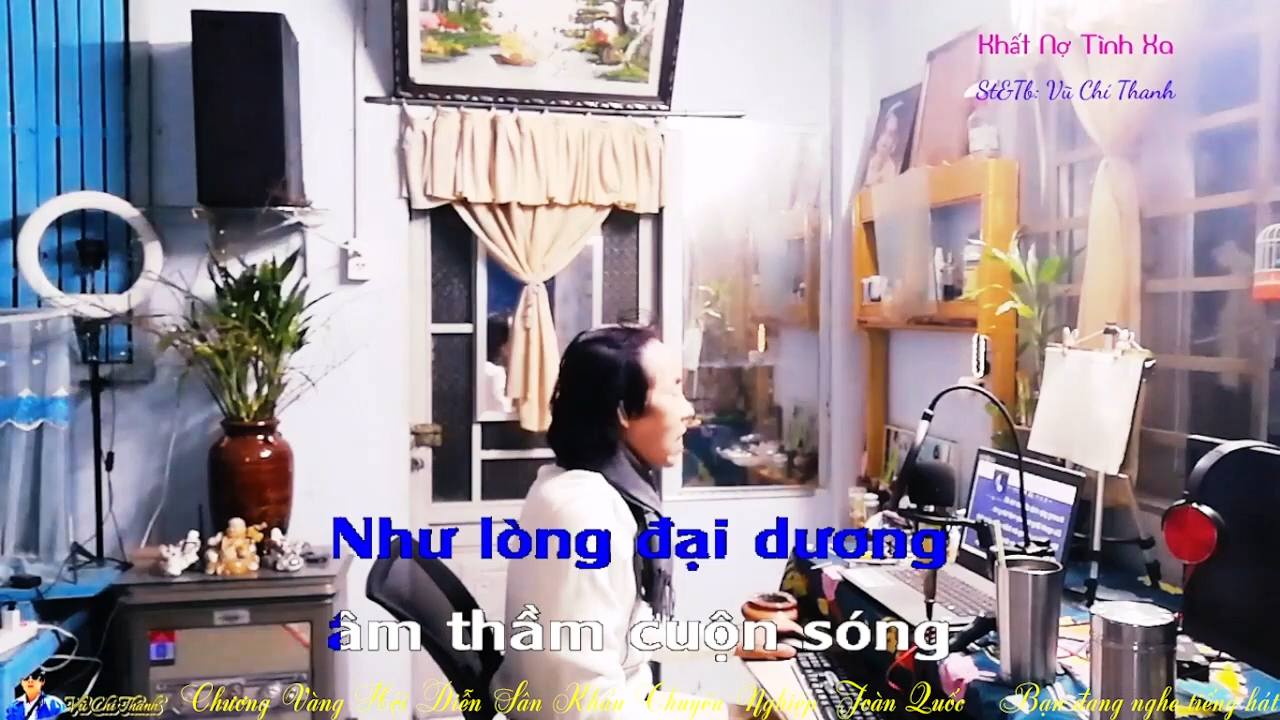 Khất Nợ Tình Xa
St&Tb: Vũ Chí Thanh
Như lòng đại dương
âm thầm cuộn sóng
Vũ Chí Thanh
Chương Vàng Hội Diễn Sân Khấu Chuyên Nghiệp Toàn Quốc Bạn đang nghe tiếng hát